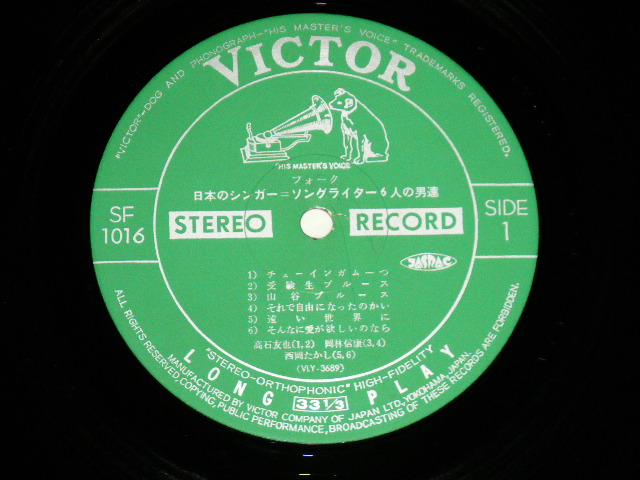 "VICTOR"—DOG AND PHONOGRAPH—"HIS MASTER'S VOICE" TRADEMARKS REGISTERED.
VICTOR
"HIS MASTER'S VOICE"
フォーク
日本のシンガー=ソングライター6人の男達
SF
1016
STEREO RECORD
SIDE
1
JASRAC
1) チューインガム一つ
2) 受験生ブルース
3) 山谷ブルース
4) それで自由になったのかい
5) 遠い世界に
6) そんなに愛が欲しいのなら
高石友也(1,2) 岡林信康(3,4)
西岡たかし(5,6)
(VLY-3689)
"STEREO-ORTHOPHONIC" HIGH-FIDELITY
LONG 33 1/3 PLAY
MANUFACTURED BY VICTOR COMPANY OF JAPAN LTD., YOKOHAMA, JAPAN.
ALL RIGHTS RESERVED, COPYING, PUBLIC PERFORMANCE, BROADCASTING OF THESE RECORDS ARE FORBIDDEN.